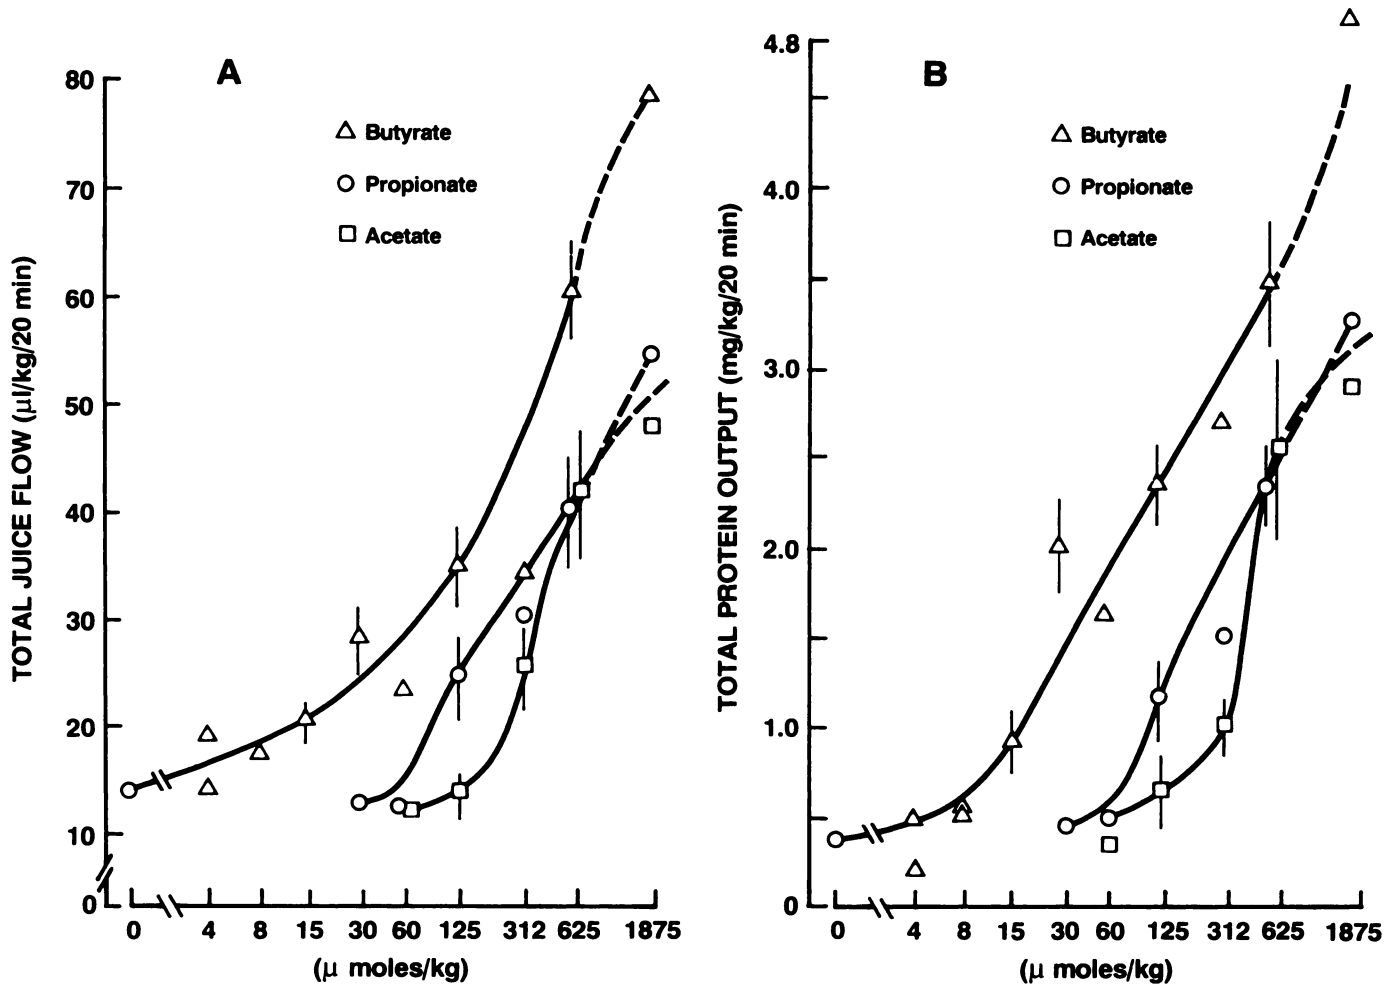 A
80
70
60
50
40
30
20
10
0
TOTAL JUICE FLOW (μl/kg/20 min)
Butyrate
Propionate
Acetate
0 4 8 15 30 60 125 312 625 1875
(μ moles/kg)
B
4.8
4.0
3.0
2.0
1.0
0
TOTAL PROTEIN OUTPUT (mg/kg/20 min)
Butyrate
Propionate
Acetate
0 4 8 15 30 60 125 312 625 1875
(μ moles/kg)